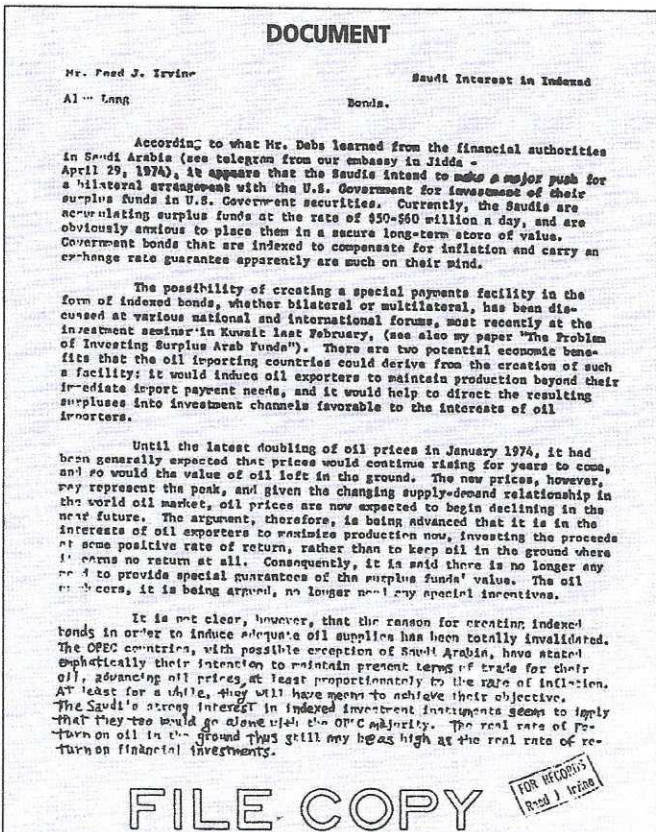 DOCUMENT
Mr. Reed J. Irvine Saudi Interest in Indexed
Al Lang Bonds.
According to what Mr. Debs learned from the financial authorities
in Saudi Arabia (see telegram from our embassy in Jidda -
April 29, 1974), it appears that the Saudis intend to make a major push for
a bilateral arrangement with the U.S. Government for investment of their
surplus funds in U.S. Government securities. Currently, the Saudis are
accumulating surplus funds at the rate of $50-$60 million a day, and are
obviously anxious to place them in a secure long-term store of value.
Government bonds that are indexed to compensate for inflation and carry an
exchange rate guarantee apparently are much on their mind.
The possibility of creating a special payments facility in the
form of indexed bonds, whether bilateral or multilateral, has been dis-
cussed at various national and international forums, most recently at the
investment seminar in Kuwait last February, (see also my paper "The Problem
of Investing Surplus Arab Funds"). There are two potential economic bene-
fits that the oil importing countries could derive from the creation of such
a facility: it would induce oil exporters to maintain production beyond their
immediate import payment needs, and it would help to direct the resulting
surpluses into investment channels favorable to the interests of oil
importers.
Until the latest doubling of oil prices in January 1974, it had
been generally expected that prices would continue rising for years to come,
and so would the value of oil left in the ground. The new prices, however,
may represent the peak, and given the changing supply-demand relationship in
the world oil market, oil prices are now expected to begin declining in the
near future. The argument, therefore, is being advanced that it is in the
interests of oil exporters to maximize production now, investing the proceeds
at some positive rate of return, rather than to keep oil in the ground where
it earns no return at all. Consequently, it is said there is no longer any
need to provide special guarantees of the surplus funds' value. The oil
producers, it is being argued, no longer need any special incentives.
It is not clear, however, that the reason for creating indexed
bonds in order to induce adequate oil supplies has been totally invalidated.
The OPEC countries, with possible exception of Saudi Arabia, have stated
emphatically their intention to maintain present terms of trade for their
oil, advancing oil prices at least proportionately to the rate of inflation.
At least for a while, they will have means to achieve their objective.
The Saudi's strong interest in indexed investment instruments seem to imply
that they too would go along with the OPEC majority. The real rate of re-
turn on oil in the ground thus still may be as high as the real rate of re-
turn on financial investments.
FOR RECORDS
Reed J Irvine
FILE COPY